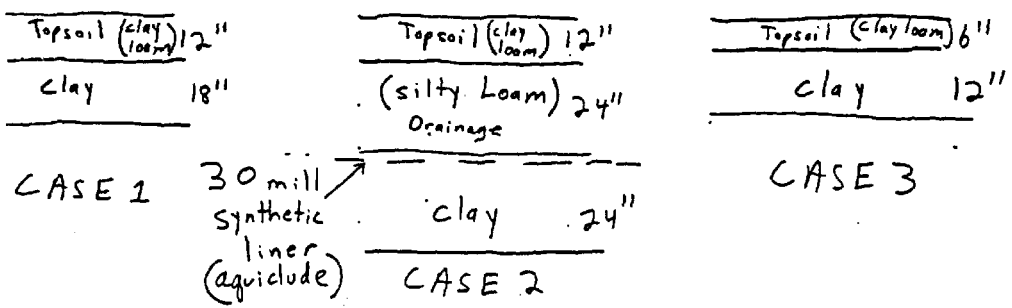 Topsoil (clay loam) 12"
clay 18"
CASE 1
Topsoil (clay loam) 12"
(silty Loam) 24"
Drainage
30 mill
synthetic
liner
(aquiclude)
clay 24"
CASE 2
Topsoil (clay loam) 6"
clay 12"
CASE 3